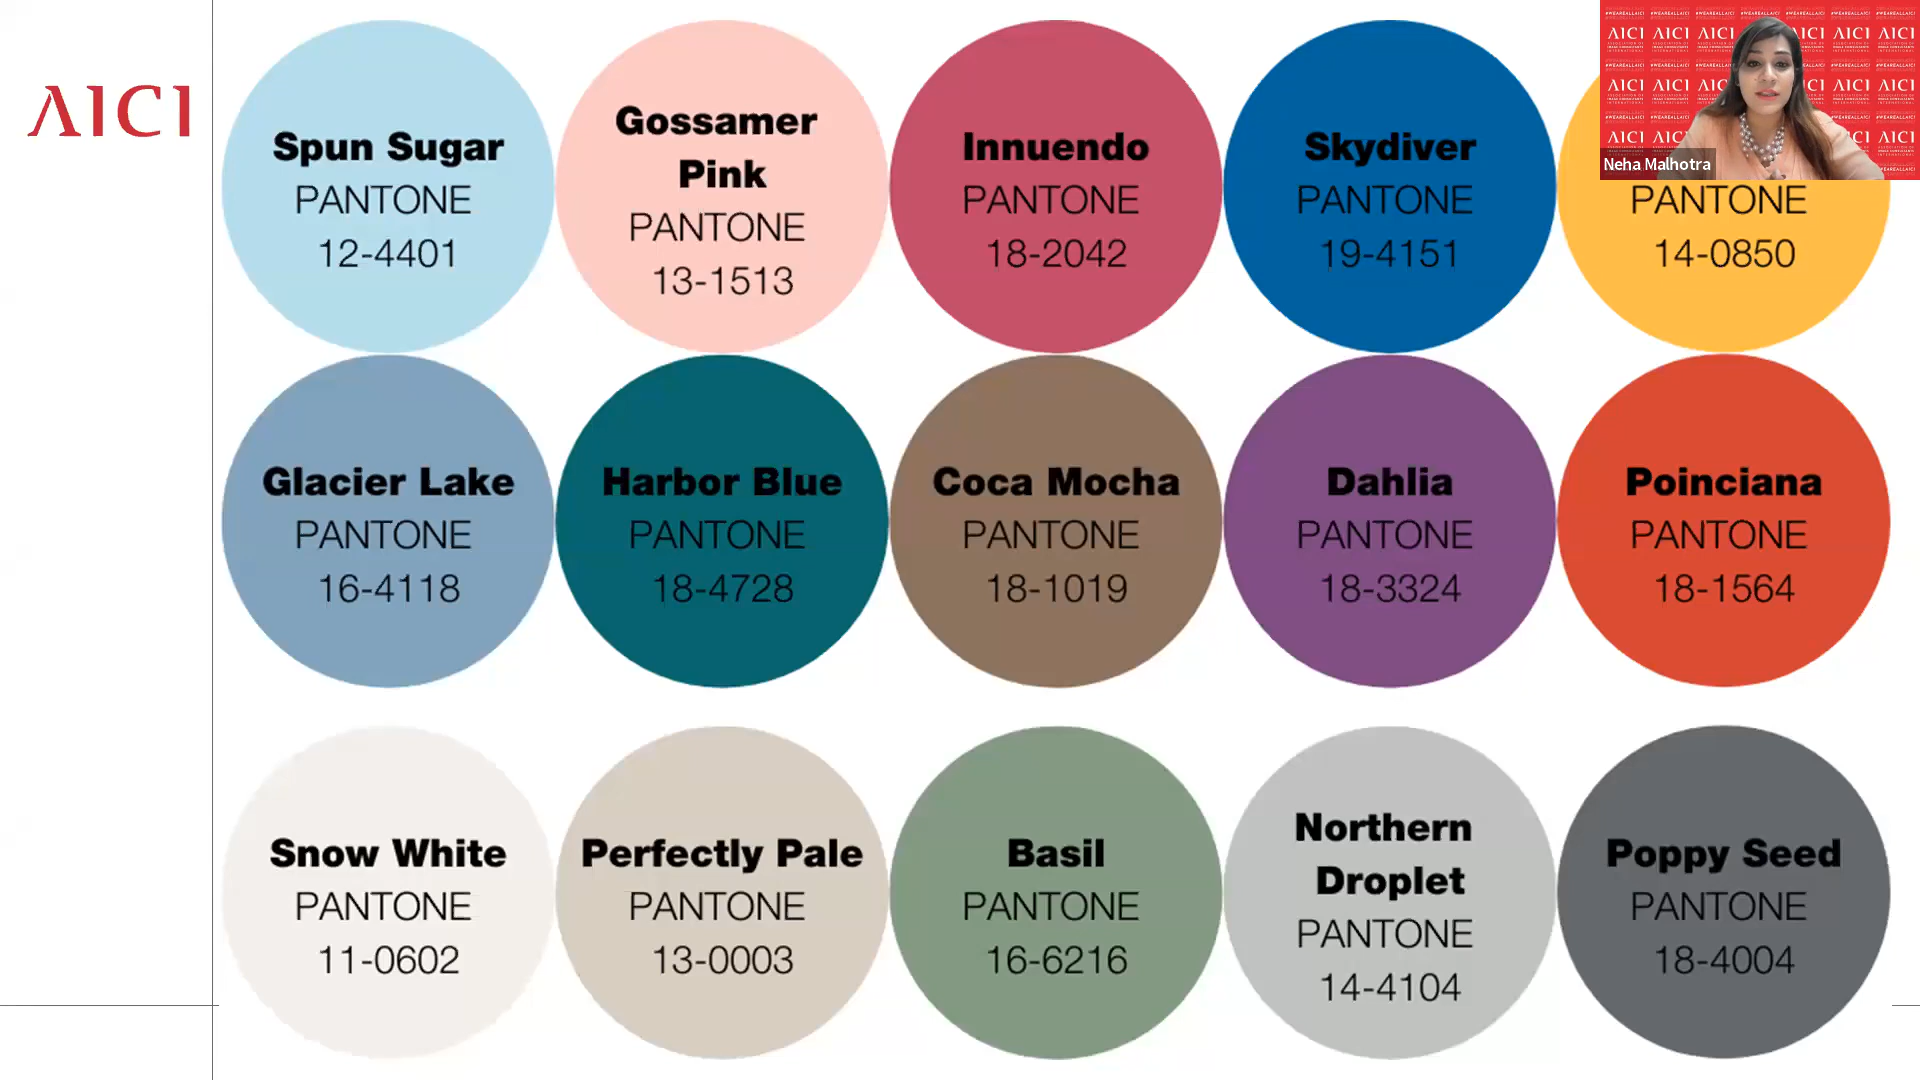 AICI
Spun Sugar
PANTONE
12-4401
Gossamer
Pink
PANTONE
13-1513
Innuendo
PANTONE
18-2042
Skydiver
PANTONE
19-4151
PANTONE
14-0850
Neha Malhotra
Glacier Lake
PANTONE
16-4118
Harbor Blue
PANTONE
18-4728
Coca Mocha
PANTONE
18-1019
Dahlia
PANTONE
18-3324
Poinciana
PANTONE
18-1564
Snow White
PANTONE
11-0602
Perfectly Pale
PANTONE
13-0003
Basil
PANTONE
16-6216
Northern
Droplet
PANTONE
14-4104
Poppy Seed
PANTONE
18-4004